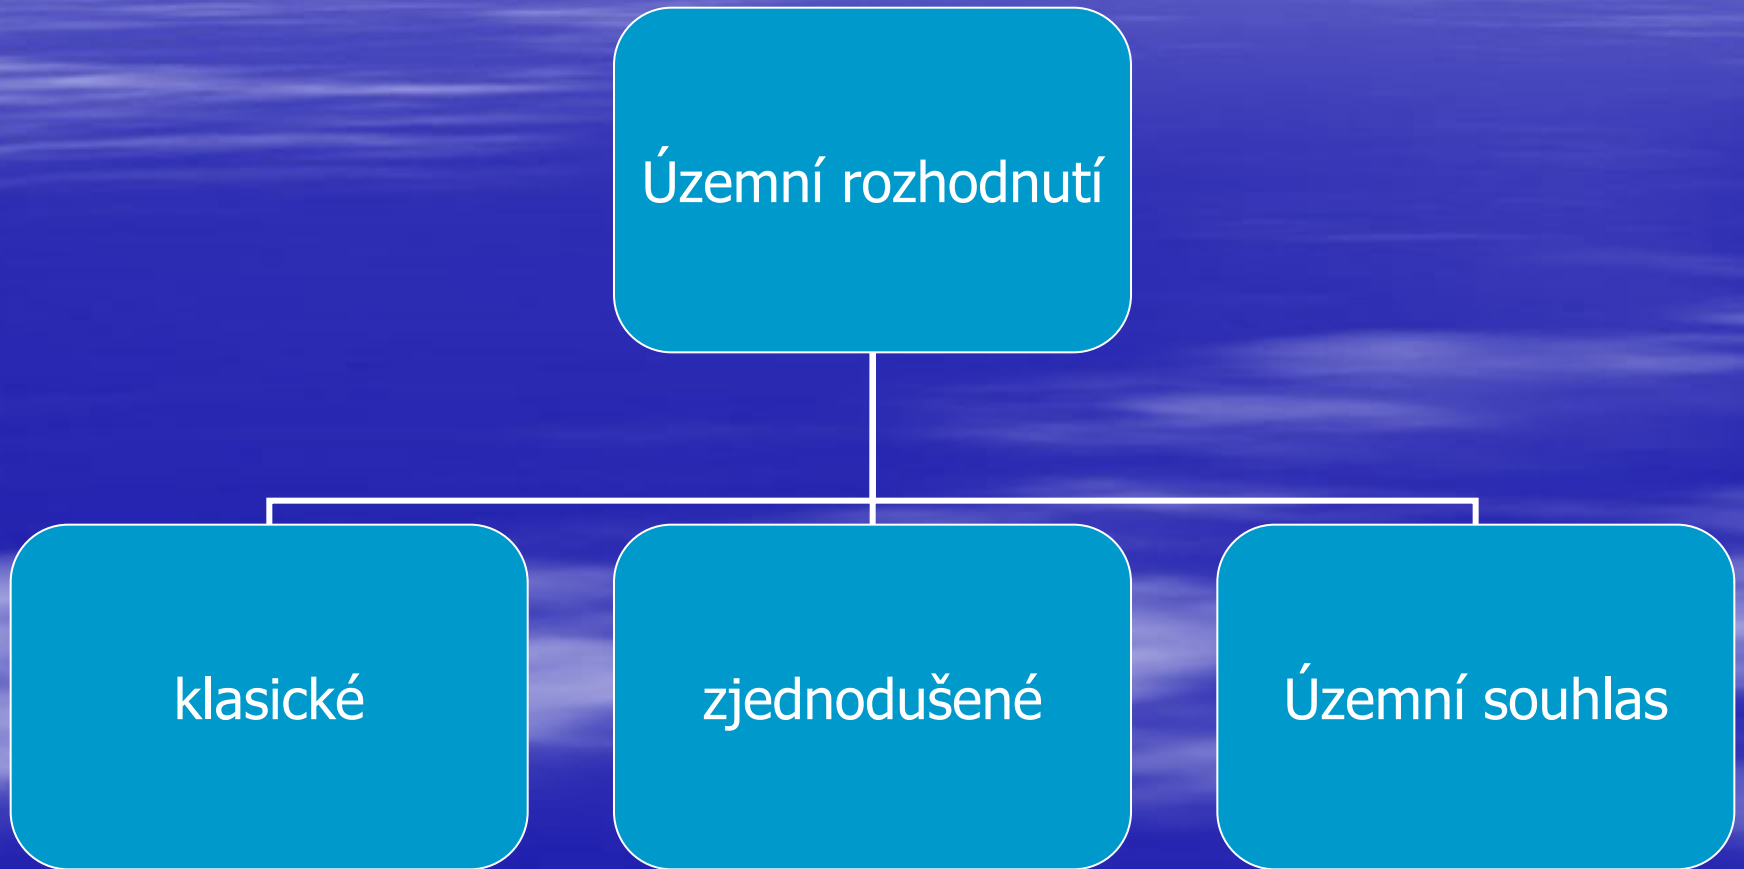 Územní rozhodnutí
klasické
zjednodušené
Územní souhlas